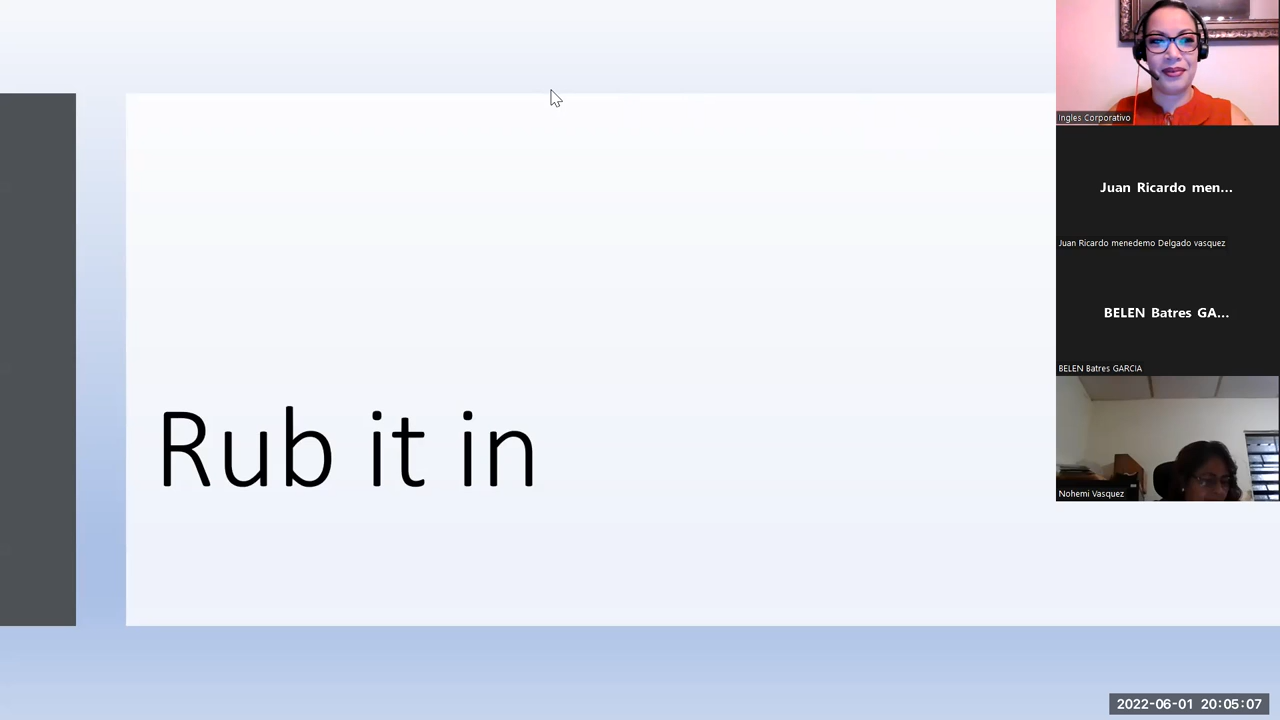 Rub it in
Ingles Corporativo
Juan Ricardo men...
Juan Ricardo menedemo Delgado vasquez
BELEN Batres GA...
BELEN Batres GARCIA
Nohemi Vasquez
2022-06-01 20:05:07